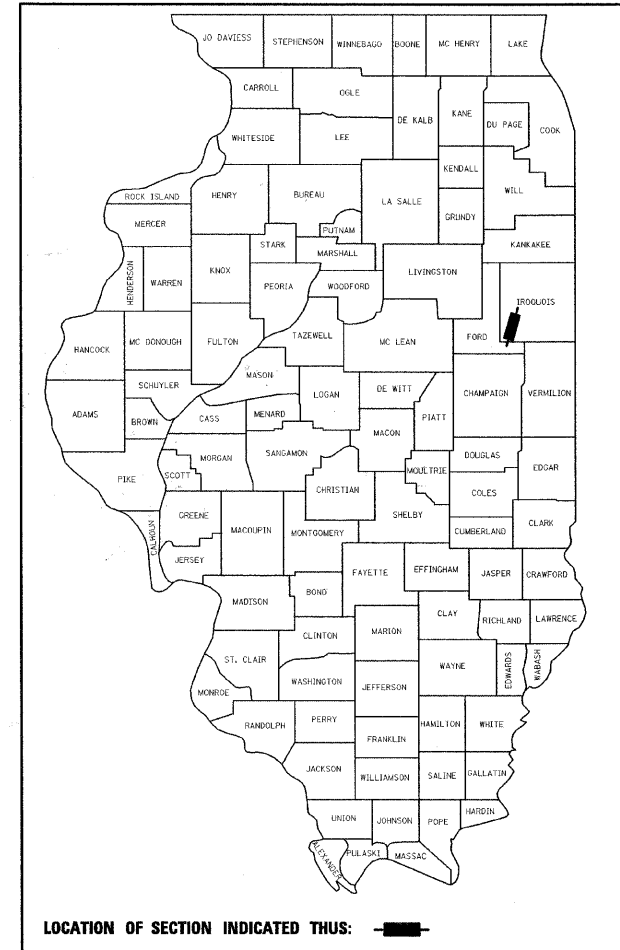 JO DAVIESS STEPHENSON WINNEBAGO BOONE MC HENRY LAKE
CARROLL OGLE DE KALB KANE DU PAGE COOK
WHITESIDE LEE
KENDALL WILL
ROCK ISLAND HENRY BUREAU LA SALLE GRUNDY
MERCER PUTNAM
STARK MARSHALL KANKAKEE
HENDERSON WARREN KNOX PEORIA WOODFORD LIVINGSTON IROQUOIS
HANCOCK MC DONOUGH FULTON TAZEWELL MC LEAN FORD
SCHUYLER MASON
ADAMS BROWN CASS MENARD LOGAN DE WITT PIATT CHAMPAIGN VERMILION
MACON
PIKE SCOTT MORGAN SANGAMON CHRISTIAN MOULTRIE DOUGLAS EDGAR
COLES
CALHOUN GREENE MACOUPIN MONTGOMERY SHELBY CUMBERLAND CLARK
JERSEY
FAYETTE EFFINGHAM JASPER CRAWFORD
MADISON BOND
CLAY RICHLAND LAWRENCE
CLINTON MARION
ST. CLAIR WAYNE EDWARDS WABASH
WASHINGTON JEFFERSON
MONROE
RANDOLPH PERRY HAMILTON WHITE
FRANKLIN
JACKSON WILLIAMSON SALINE GALLATIN
UNION JOHNSON POPE HARDIN
ALEXANDER PULASKI MASSAC
LOCATION OF SECTION INDICATED THUS: